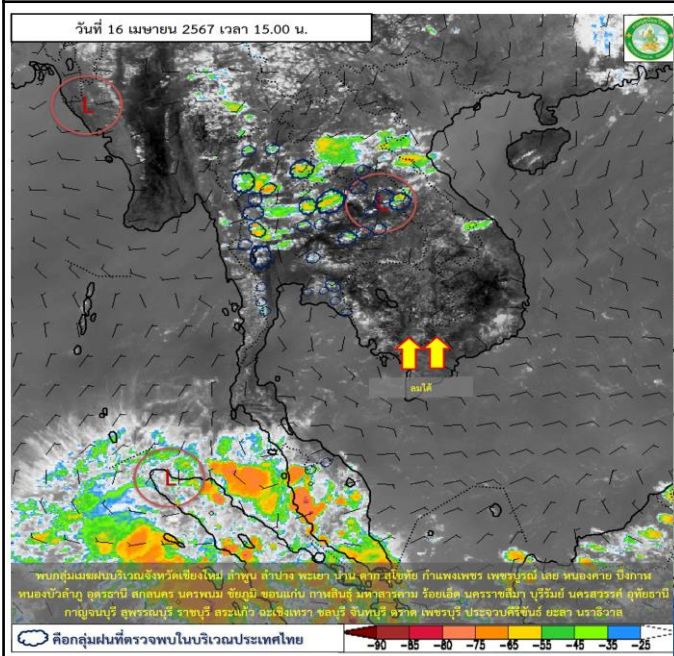 วันที่ 16 เมษายน 2567 เวลา 15.00 น.
L
L
L
ลมใต้
พบกลุ่มเมฆฝนบริเวณจังหวัดเชียงใหม่ ลำพูน ลำปาง พะเยา น่าน ตาก สุโขทัย กำแพงเพชร เพชรบูรณ์ เลย หนองคาย บึงกาฬ
หนองบัวลำภู อุดรธานี สกลนคร นครพนม ชัยภูมิ ขอนแก่น กาฬสินธุ์ มหาสารคาม ร้อยเอ็ด นครราชสีมา บุรีรัมย์ นครสวรรค์ อุทัยธานี
กาญจนบุรี สุพรรณบุรี ราชบุรี สระแก้ว ฉะเชิงเทรา ชลบุรี จันทบุรี ตราด เพชรบุรี ประจวบคีรีขันธ์ ยะลา นราธิวาส
คือกลุ่มฝนที่ตรวจพบในบริเวณประเทศไทย
-90 -85 -80 -75 -65 -55 -45 -35 -25